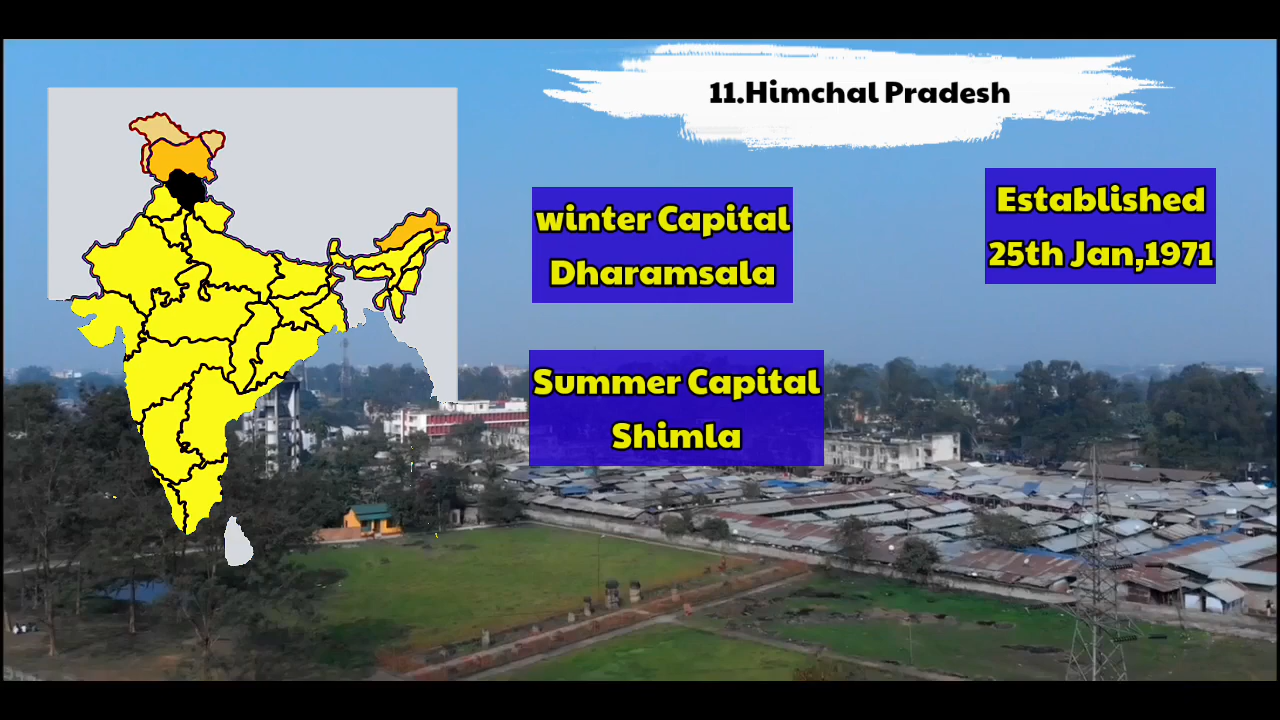 11.Himchal Pradesh
winter Capital
Dharamsala
Established
25th Jan,1971
Summer Capital
Shimla